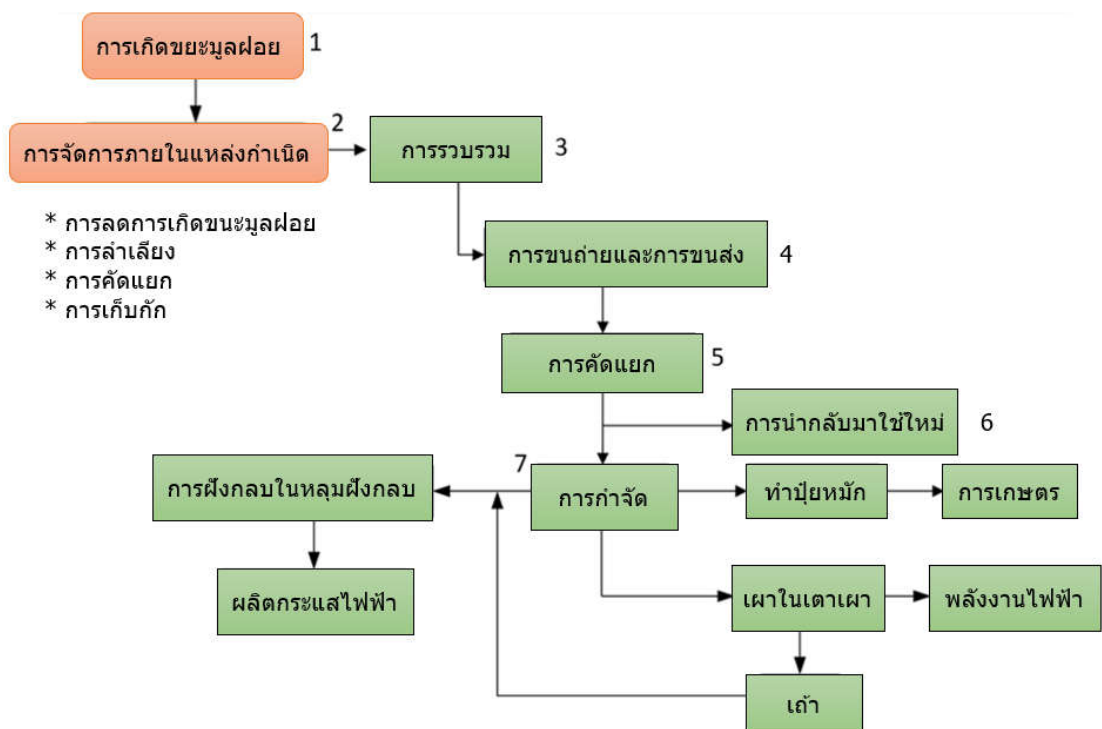 การเกิดขยะมูลฝอย 1
2
การจัดการภายในแหล่งกำเนิด
การรวบรวม 3
* การลดการเกิดขนะมูลฝอย
* การลำเลียง
* การคัดแยก
* การเก็บกัก
การขนถ่ายและการขนส่ง 4
การคัดแยก 5
การนำกลับมาใช้ใหม่ 6
7
การฝังกลบในหลุมฝังกลบ
การกำจัด
ทำปุ๋ยหมัก
การเกษตร
ผลิตกระแสไฟฟ้า
เผาในเตาเผา
พลังงานไฟฟ้า
เถ้า